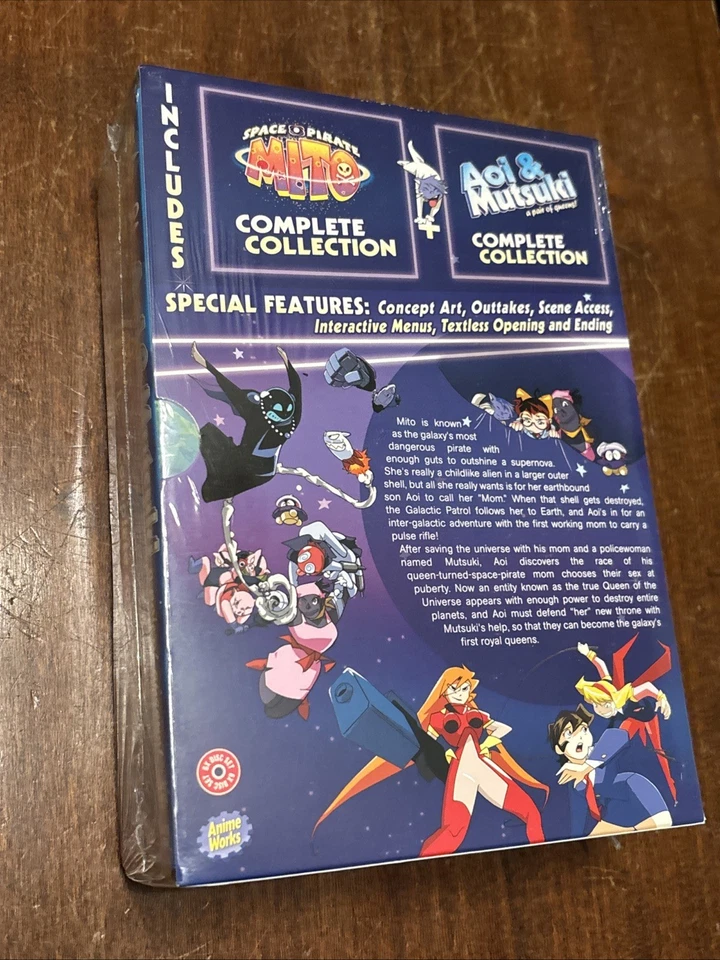 INCLUDES
SPACE PIRATE
MITO
COMPLETE
COLLECTION
+
Aoi &
Mutsuki
a pair of queens!
COMPLETE
COLLECTION
SPECIAL FEATURES: Concept Art, Outtakes, Scene Access,
Interactive Menus, Textless Opening and Ending
Mito is known
as the galaxy's most
dangerous pirate with
enough guts to outshine a supernova.
She's really a childlike alien in a larger outer
shell, but all she really wants is for her earthbound
son Aoi to call her "Mom." When that shell gets destroyed,
the Galactic Patrol follows her to Earth, and Aoi's in for an
inter-galactic adventure with the first working mom to carry a
pulse rifle!
After saving the universe with his mom and a policewoman
named Mutsuki, Aoi discovers the race of his
queen-turned-space-pirate mom chooses their sex at
puberty. Now an entity known as the true Queen of the
Universe appears with enough power to destroy entire
planets, and Aoi must defend "her" new throne with
Mutsuki's help, so that they can become the galaxy's
first royal queens.
6X DISC SET 6X DISC SET
Anime
Works